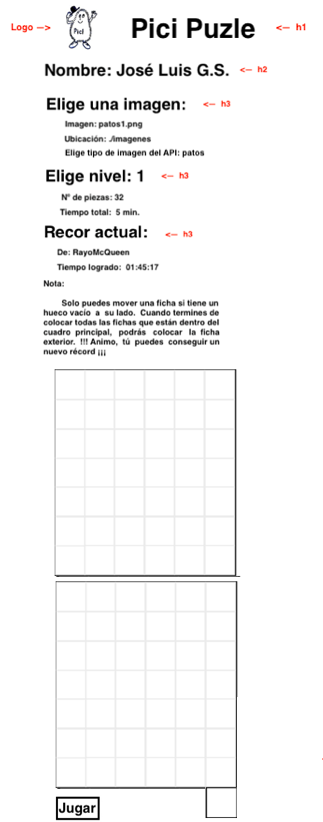 Logo —> Pici Pici Puzle <— h1
Nombre: José Luis G.S. <— h2
Elige una imagen: <— h3
Imagen: patos1.png
Ubicación: ./imagenes
Elige tipo de imagen del API: patos
Elige nivel: 1 <— h3
Nº de piezas: 32
Tiempo total: 5 min.
Recor actual: <— h3
De: RayoMcQueen
Tiempo logrado: 01:45:17
Nota:
Solo puedes mover una ficha si tiene un
hueco vacío a su lado. Cuando termines de
colocar todas las fichas que están dentro del
cuadro principal, podrás colocar la ficha
exterior. !!! Animo, tú puedes conseguir un
nuevo récord ¡¡¡
Jugar